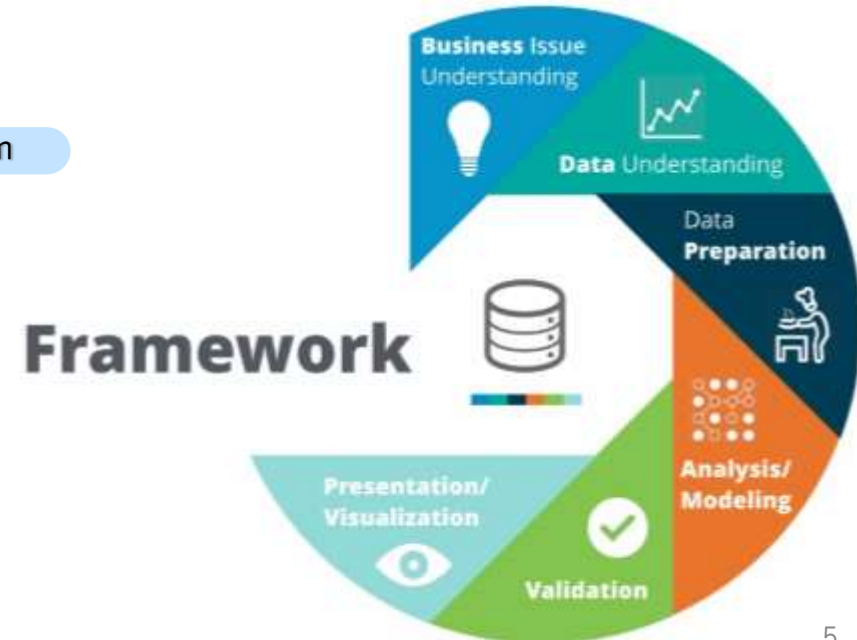 Business Issue
Understanding
Data Understanding
Data
Preparation
Framework
Analysis/
Modeling
Presentation/
Visualization
Validation
5